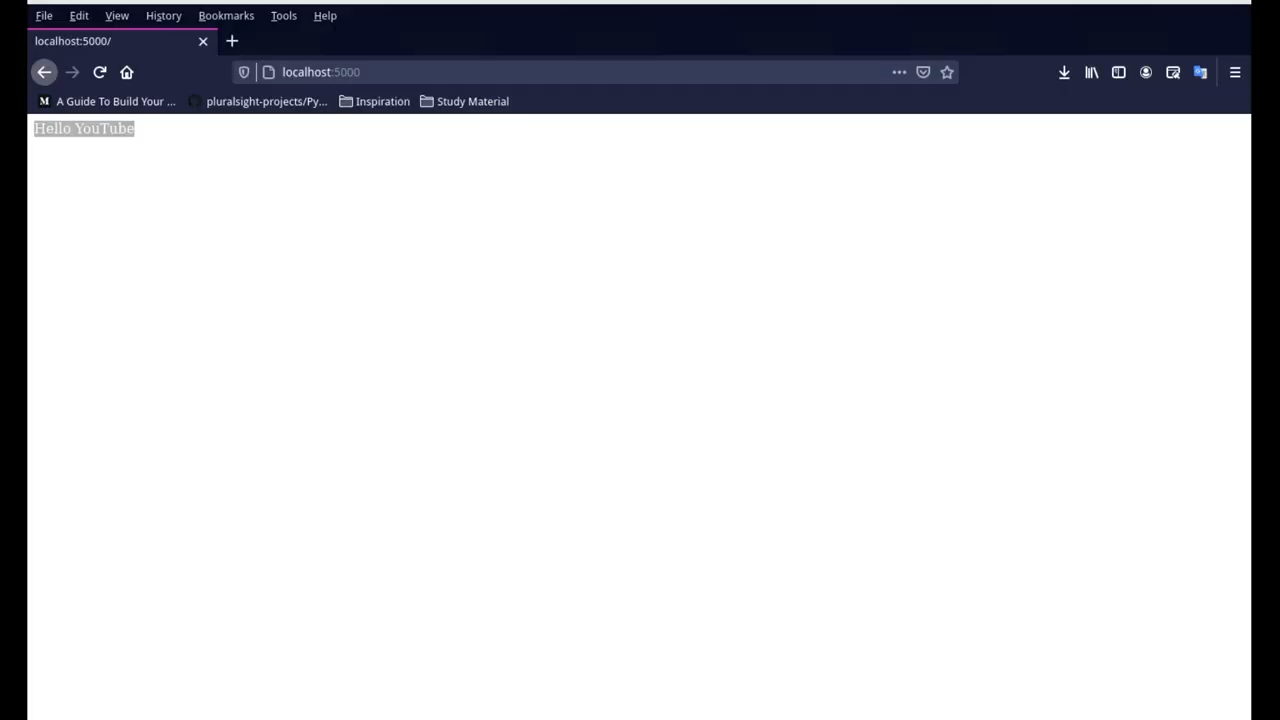 File Edit View History Bookmarks Tools Help
localhost:5000/
localhost:5000
M A Guide To Build Your ... pluralsight-projects/Py... Inspiration Study Material
Hello YouTube